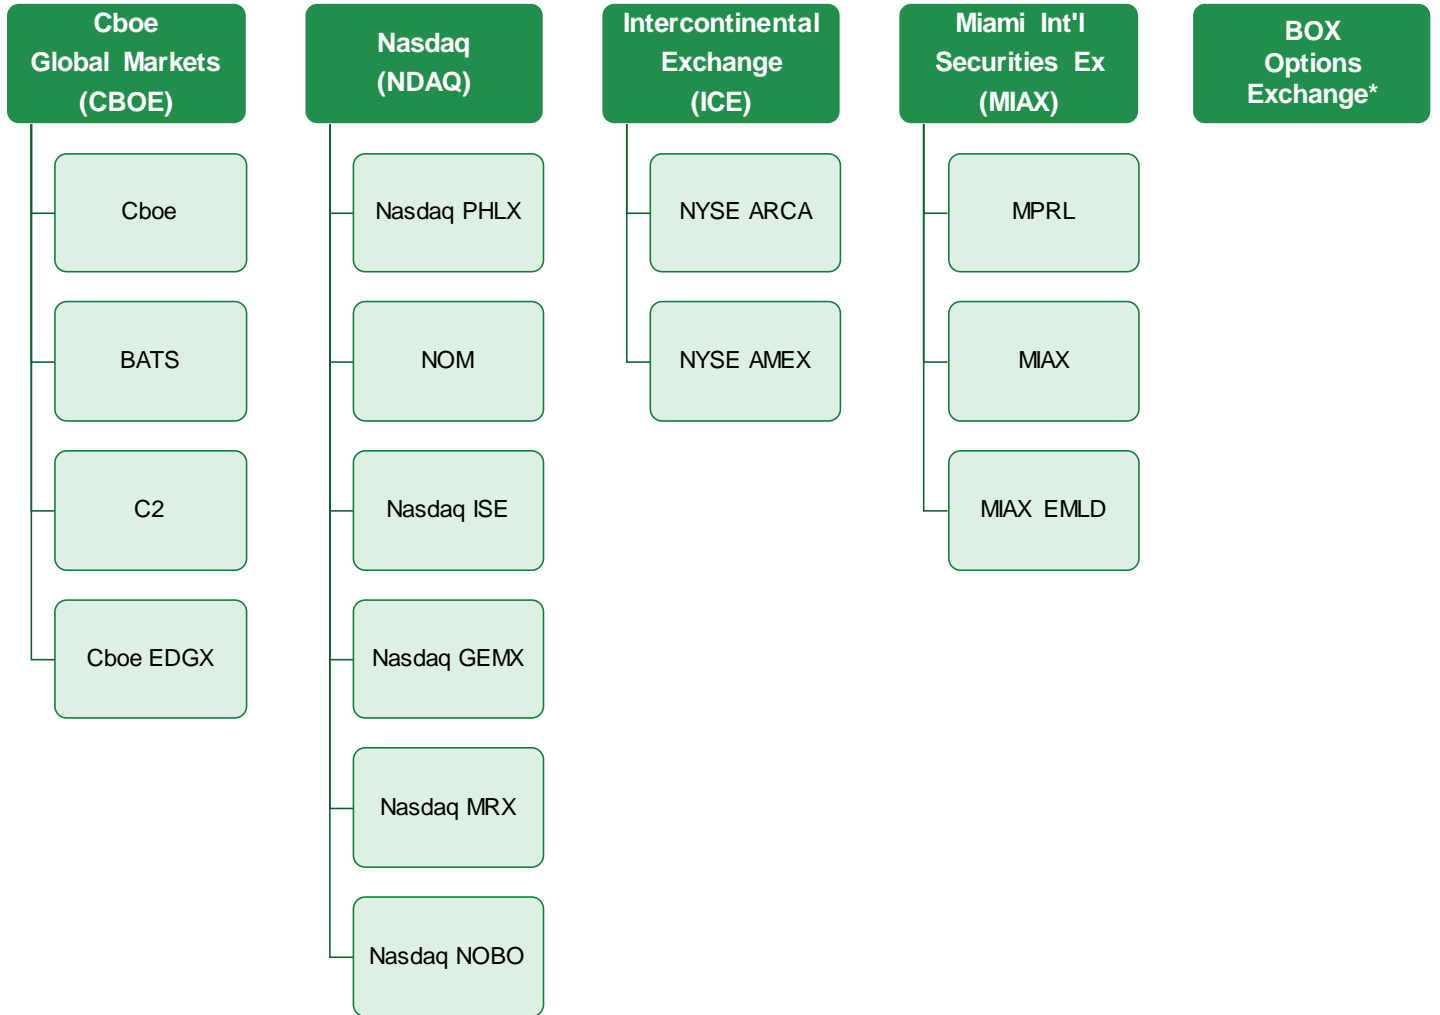 Cboe
Global Markets
(CBOE)
Cboe
BATS
C2
Cboe EDGX
Nasdaq
(NDAQ)
Nasdaq PHLX
NOM
Nasdaq ISE
Nasdaq GEMX
Nasdaq MRX
Nasdaq NOBO
Intercontinental
Exchange
(ICE)
NYSE ARCA
NYSE AMEX
Miami Int'l
Securities Ex
(MIAX)
MPRL
MIAX
MIAX EMLD
BOX
Options
Exchange*